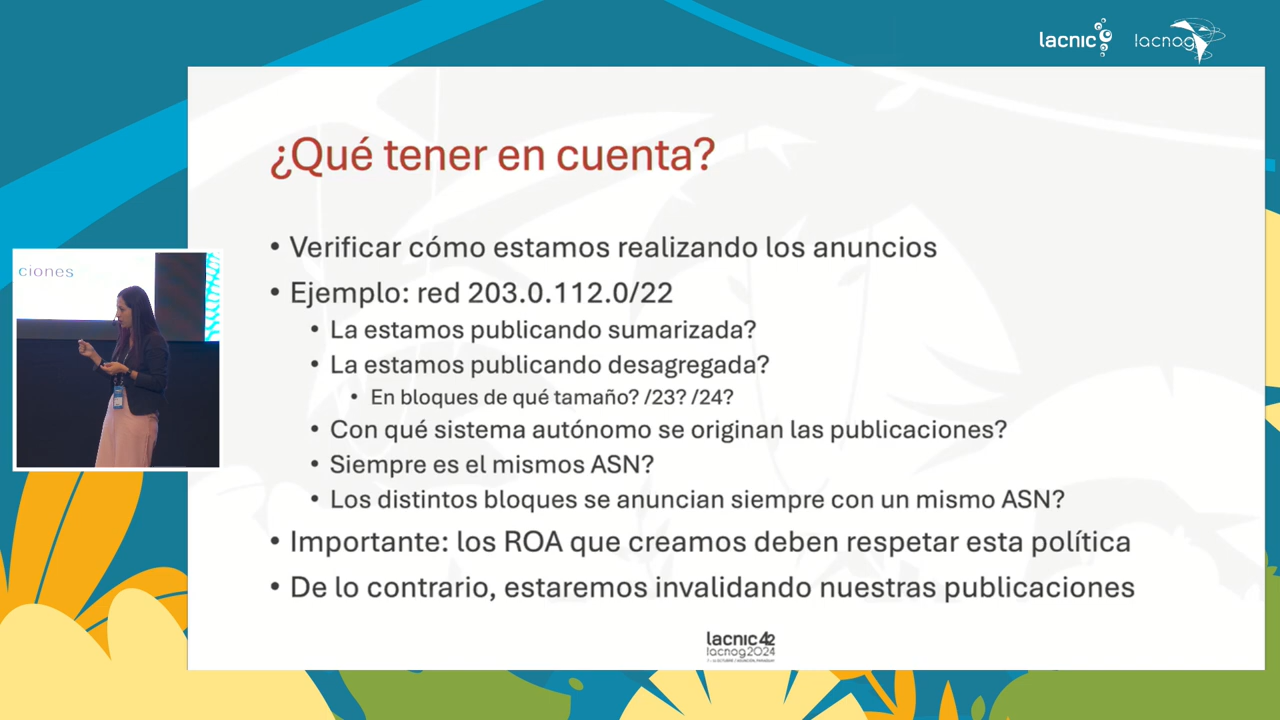 lacnic
lacnog
¿Qué tener en cuenta?
• Verificar cómo estamos realizando los anuncios
• Ejemplo: red 203.0.112.0/22
• La estamos publicando sumarizada?
• La estamos publicando desagregada?
• En bloques de qué tamaño? /23? /24?
• Con qué sistema autónomo se originan las publicaciones?
• Siempre es el mismos ASN?
• Los distintos bloques se anuncian siempre con un mismo ASN?
• Importante: los ROA que creamos deben respetar esta política
• De lo contrario, estaremos invalidando nuestras publicaciones
ciones
lacnic42
lacnog2024